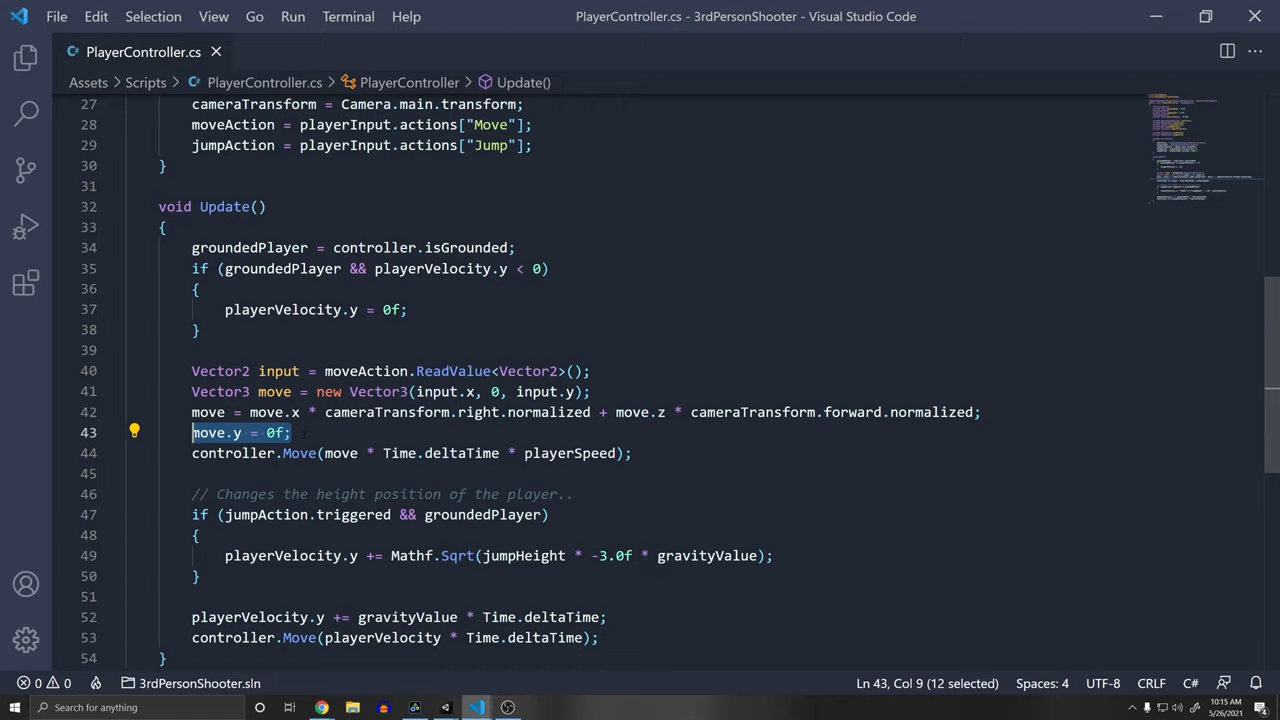 File Edit Selection View Go Run Terminal Help PlayerController.cs - 3rdPersonShooter - Visual Studio Code
PlayerController.cs
Assets > Scripts > PlayerController.cs > PlayerController > Update()
27 cameraTransform = Camera.main.transform;
28 moveAction = playerInput.actions["Move"];
29 jumpAction = playerInput.actions["Jump"];
30 }
31
32 void Update()
33 {
34 groundedPlayer = controller.isGrounded;
35 if (groundedPlayer && playerVelocity.y < 0)
36 {
37 playerVelocity.y = 0f;
38 }
39
40 Vector2 input = moveAction.ReadValue<Vector2>();
41 Vector3 move = new Vector3(input.x, 0, input.y);
42 move = move.x * cameraTransform.right.normalized + move.z * cameraTransform.forward.normalized;
43 move.y = 0f;
44 controller.Move(move * Time.deltaTime * playerSpeed);
45
46 // Changes the height position of the player..
47 if (jumpAction.triggered && groundedPlayer)
48 {
49 playerVelocity.y += Mathf.Sqrt(jumpHeight * -3.0f * gravityValue);
50 }
51
52 playerVelocity.y += gravityValue * Time.deltaTime;
53 controller.Move(playerVelocity * Time.deltaTime);
54 }
0 0 3rdPersonShooter.sln Ln 43, Col 9 (12 selected) Spaces: 4 UTF-8 CRLF C#
Search for anything
10:15 AM
5/26/2021
4